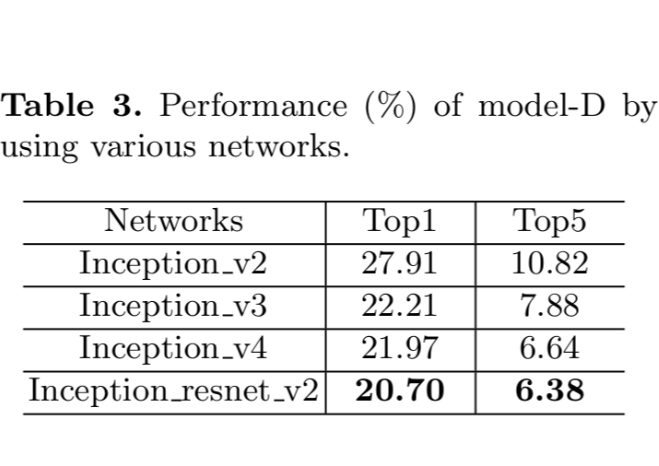 Table 3. Performance (%) of model-D by
using various networks.
Networks Top1 Top5
Inception_v2 27.91 10.82
Inception_v3 22.21 7.88
Inception_v4 21.97 6.64
Inception_resnet_v2 20.70 6.38